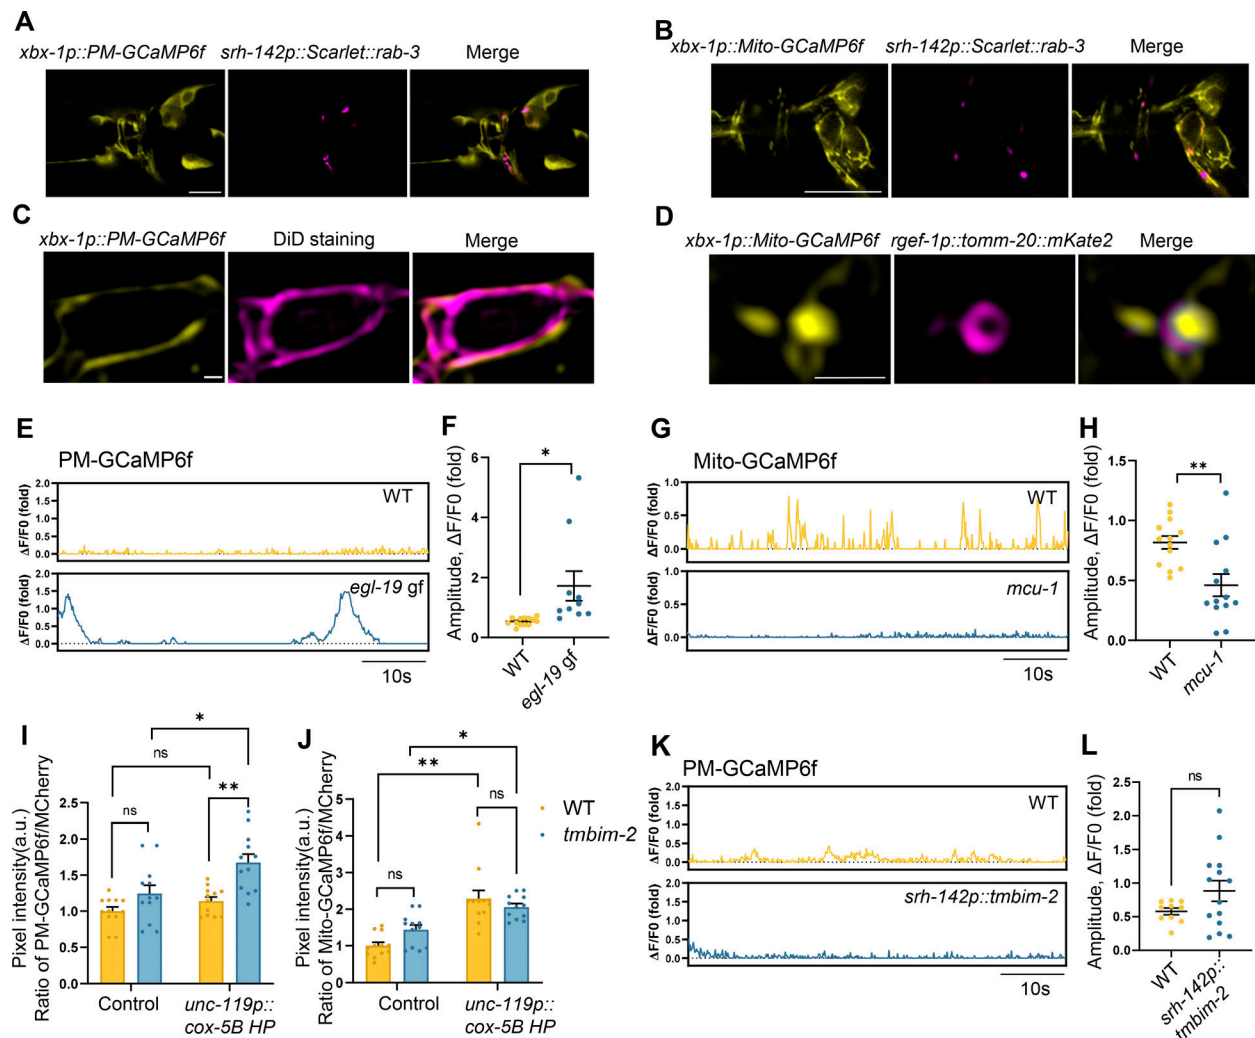 A
xbx-1p::PM-GCaMP6f srh-142p::Scarlet::rab-3 Merge
B
xbx-1p::Mito-GCaMP6f srh-142p::Scarlet::rab-3 Merge
C
xbx-1p::PM-GCaMP6f DiD staining Merge
D
xbx-1p::Mito-GCaMP6f rgef-1p::tomm-20::mKate2 Merge
E
PM-GCaMP6f
ΔF/F0 (fold)
2.0
1.5
1.0
0.5
0.0
WT
ΔF/F0 (fold)
2.0
1.5
1.0
0.5
0.0
egl-19 gf
10s
F
Amplitude, ΔF/F0 (fold)
6
4
2
0
*
WT
egl-19 gf
G
Mito-GCaMP6f
ΔF/F0 (fold)
1.0
0.5
0.0
WT
ΔF/F0 (fold)
1.0
0.5
0.0
mcu-1
10s
H
Amplitude, ΔF/F0 (fold)
1.5
1.0
0.5
0.0
**
WT
mcu-1
I
Pixel intensity(a.u.)
Ratio of PM-GCaMP6f/MCherry
2.5
2.0
1.5
1.0
0.5
0.0
*
ns
ns
**
Control
unc-119p::
cox-5B HP
J
Pixel intensity(a.u.)
Ratio of Mito-GCaMP6f/MCherry
5
4
3
2
1
0
*
**
ns
ns
WT
tmbim-2
Control
unc-119p::
cox-5B HP
K
PM-GCaMP6f
ΔF/F0 (fold)
2.0
1.5
1.0
0.5
0.0
WT
ΔF/F0 (fold)
2.0
1.5
1.0
0.5
0.0
srh-142p::tmbim-2
10s
L
Amplitude, ΔF/F0 (fold)
2.5
2.0
1.5
1.0
0.5
0.0
ns
WT
srh-142p::
tmbim-2